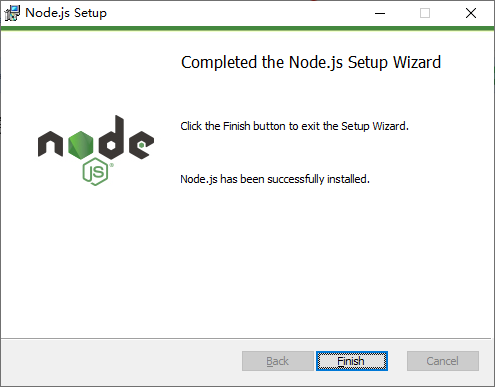 Node.js Setup
Completed the Node.js Setup Wizard
Click the Finish button to exit the Setup Wizard.
node
JS
Node.js has been successfully installed.
Back
Finish
Cancel